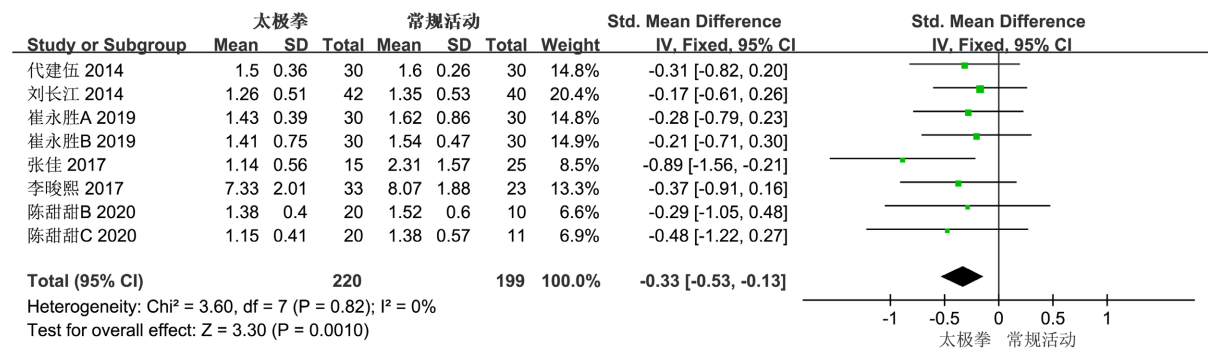 太极拳 常规活动 Std. Mean Difference Std. Mean Difference
Study or Subgroup Mean SD Total Mean SD Total Weight IV, Fixed, 95% CI IV, Fixed, 95% CI
代建伍 2014 1.5 0.36 30 1.6 0.26 30 14.8% -0.31 [-0.82, 0.20]
刘长江 2014 1.26 0.51 42 1.35 0.53 40 20.4% -0.17 [-0.61, 0.26]
崔永胜A 2019 1.43 0.39 30 1.62 0.86 30 14.8% -0.28 [-0.79, 0.23]
崔永胜B 2019 1.41 0.75 30 1.54 0.47 30 14.9% -0.21 [-0.71, 0.30]
张佳 2017 1.14 0.56 15 2.31 1.57 25 8.5% -0.89 [-1.56, -0.21]
李晙熙 2017 7.33 2.01 33 8.07 1.88 23 13.3% -0.37 [-0.91, 0.16]
陈甜甜B 2020 1.38 0.4 20 1.52 0.6 10 6.6% -0.29 [-1.05, 0.48]
陈甜甜C 2020 1.15 0.41 20 1.38 0.57 11 6.9% -0.48 [-1.22, 0.27]
Total (95% CI) 220 199 100.0% -0.33 [-0.53, -0.13]
Heterogeneity: Chi² = 3.60, df = 7 (P = 0.82); I² = 0%
Test for overall effect: Z = 3.30 (P = 0.0010)
-1 -0.5 0 0.5 1
太极拳 常规活动